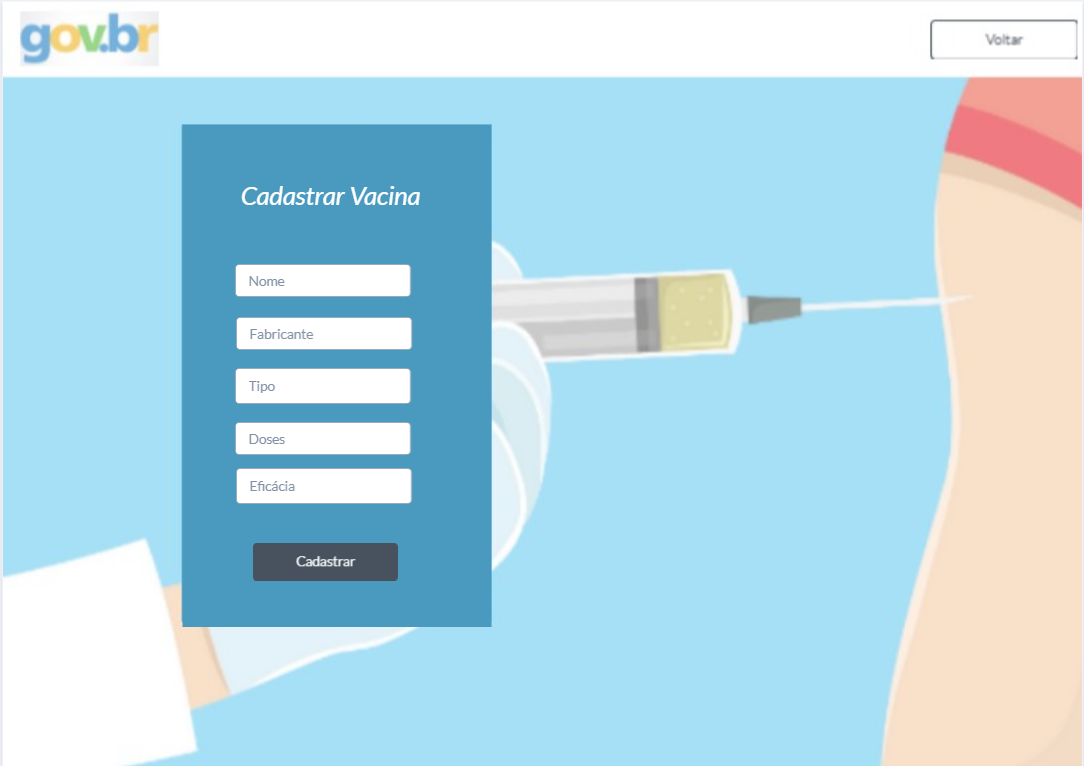 gov.br
Voltar
Cadastrar Vacina
Nome
Fabricante
Tipo
Doses
Eficácia
Cadastrar